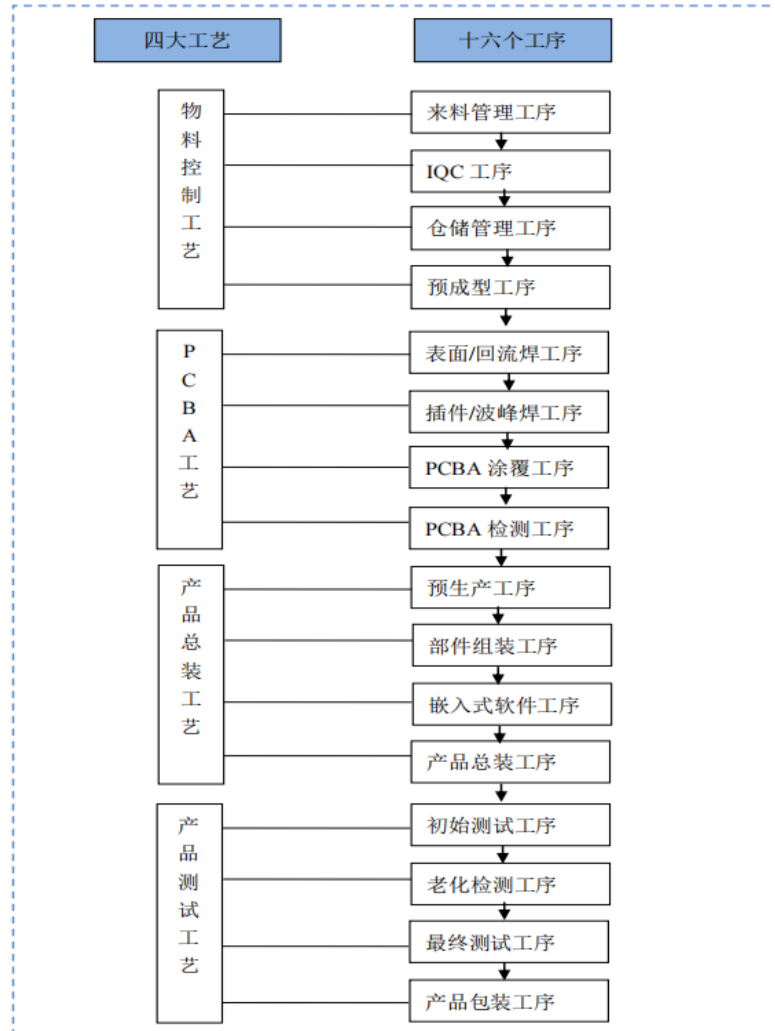 四大工艺
十六个工序
物料控制工艺
来料管理工序
IQC 工序
仓储管理工序
预成型工序
PCBA工艺
表面/回流焊工序
插件/波峰焊工序
PCBA 涂覆工序
PCBA 检测工序
产品总装工艺
预生产工序
部件组装工序
嵌入式软件工序
产品总装工序
产品测试工艺
初始测试工序
老化检测工序
最终测试工序
产品包装工序